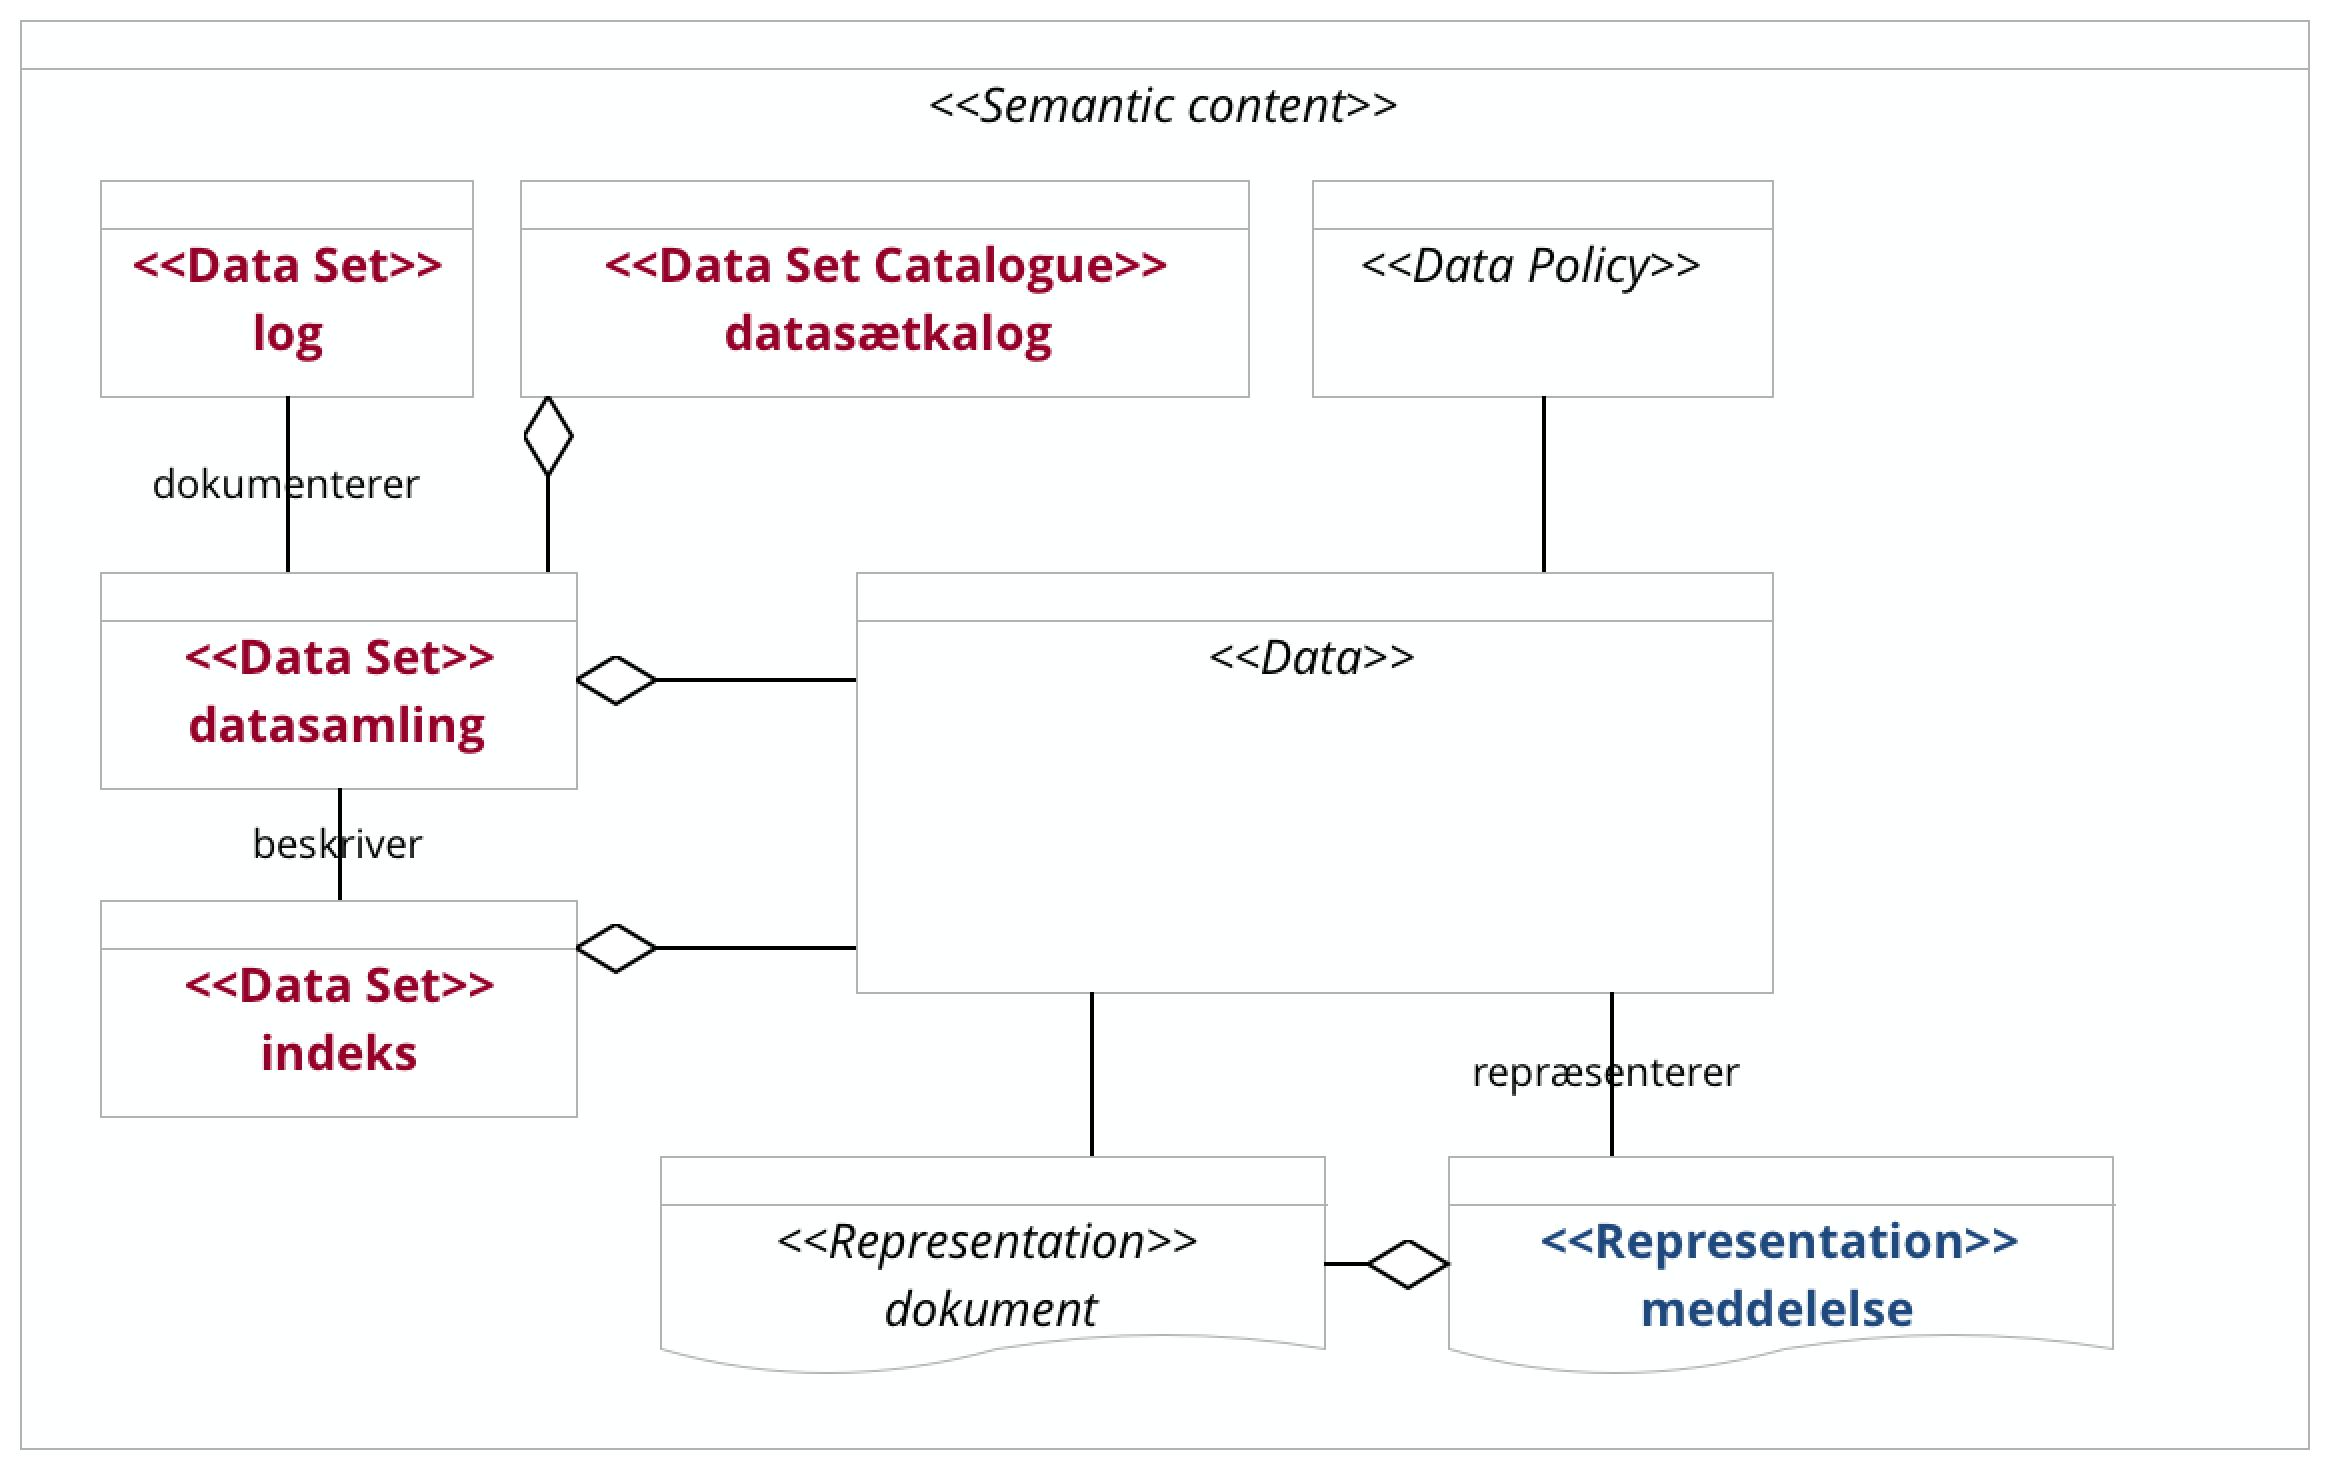 <<Semantic content>>
<<Data Set>>
log
<<Data Set Catalogue>>
datasætkalog
<<Data Policy>>
dokumenterer
<<Data Set>>
datasamling
<<Data>>
beskriver
<<Data Set>>
indeks
repræsenterer
<<Representation>>
dokument
<<Representation>>
meddelelse